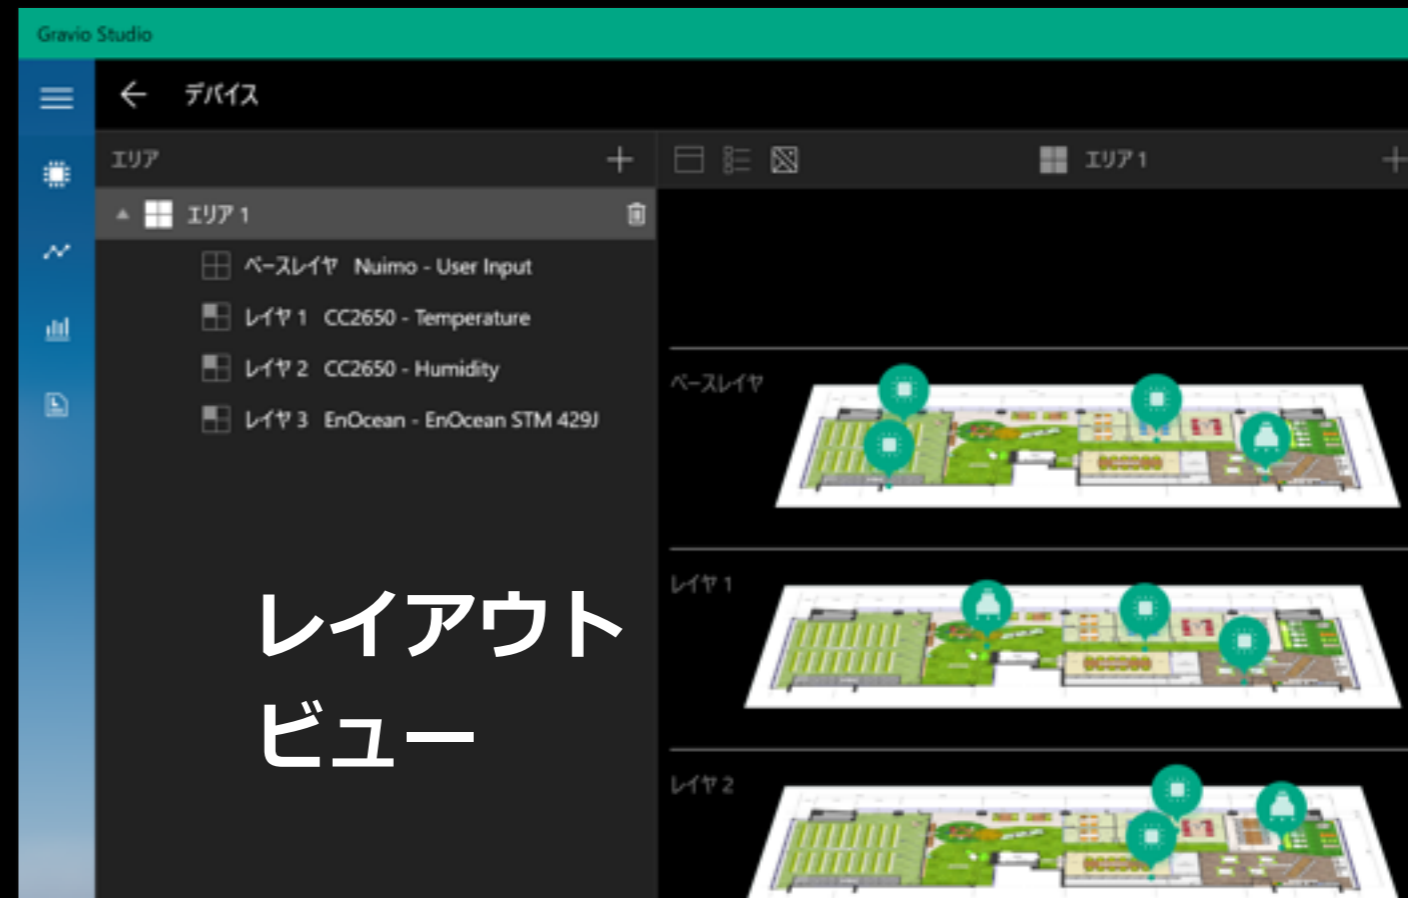 Gravio Studio
デバイス
エリア
エリア 1
エリア 1
ベースレイヤ Nuimo - User Input
レイヤ 1 CC2650 - Temperature
レイヤ 2 CC2650 - Humidity
レイヤ 3 EnOcean - EnOcean STM 429J
レイアウト
ビュー
ベースレイヤ
レイヤ 1
レイヤ 2